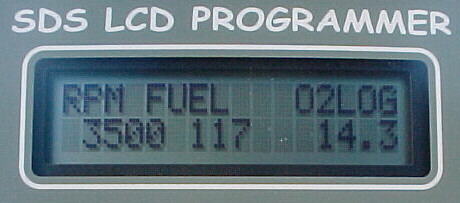 SDS LCD PROGRAMMER
RPM FUEL O2LOG
3500 117 14.3